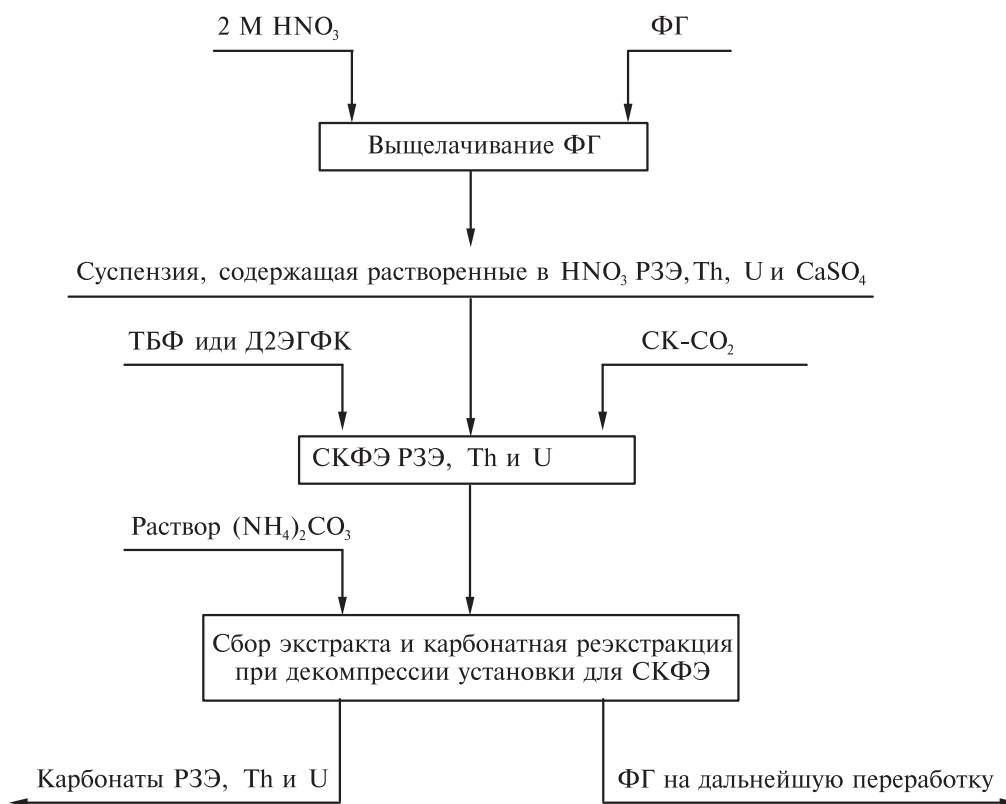 2 М HNO₃
ФГ
Выщелачивание ФГ
Суспензия, содержащая растворенные в HNO₃ РЗЭ, Th, U и CaSO₄
ТБФ иди Д2ЭГФК
СК-CO₂
СКФЭ РЗЭ, Th и U
Раствор (NH₄)₂CO₃
Сбор экстракта и карбонатная реэкстракция
при декомпрессии установки для СКФЭ
Карбонаты РЗЭ, Th и U
ФГ на дальнейшую переработку